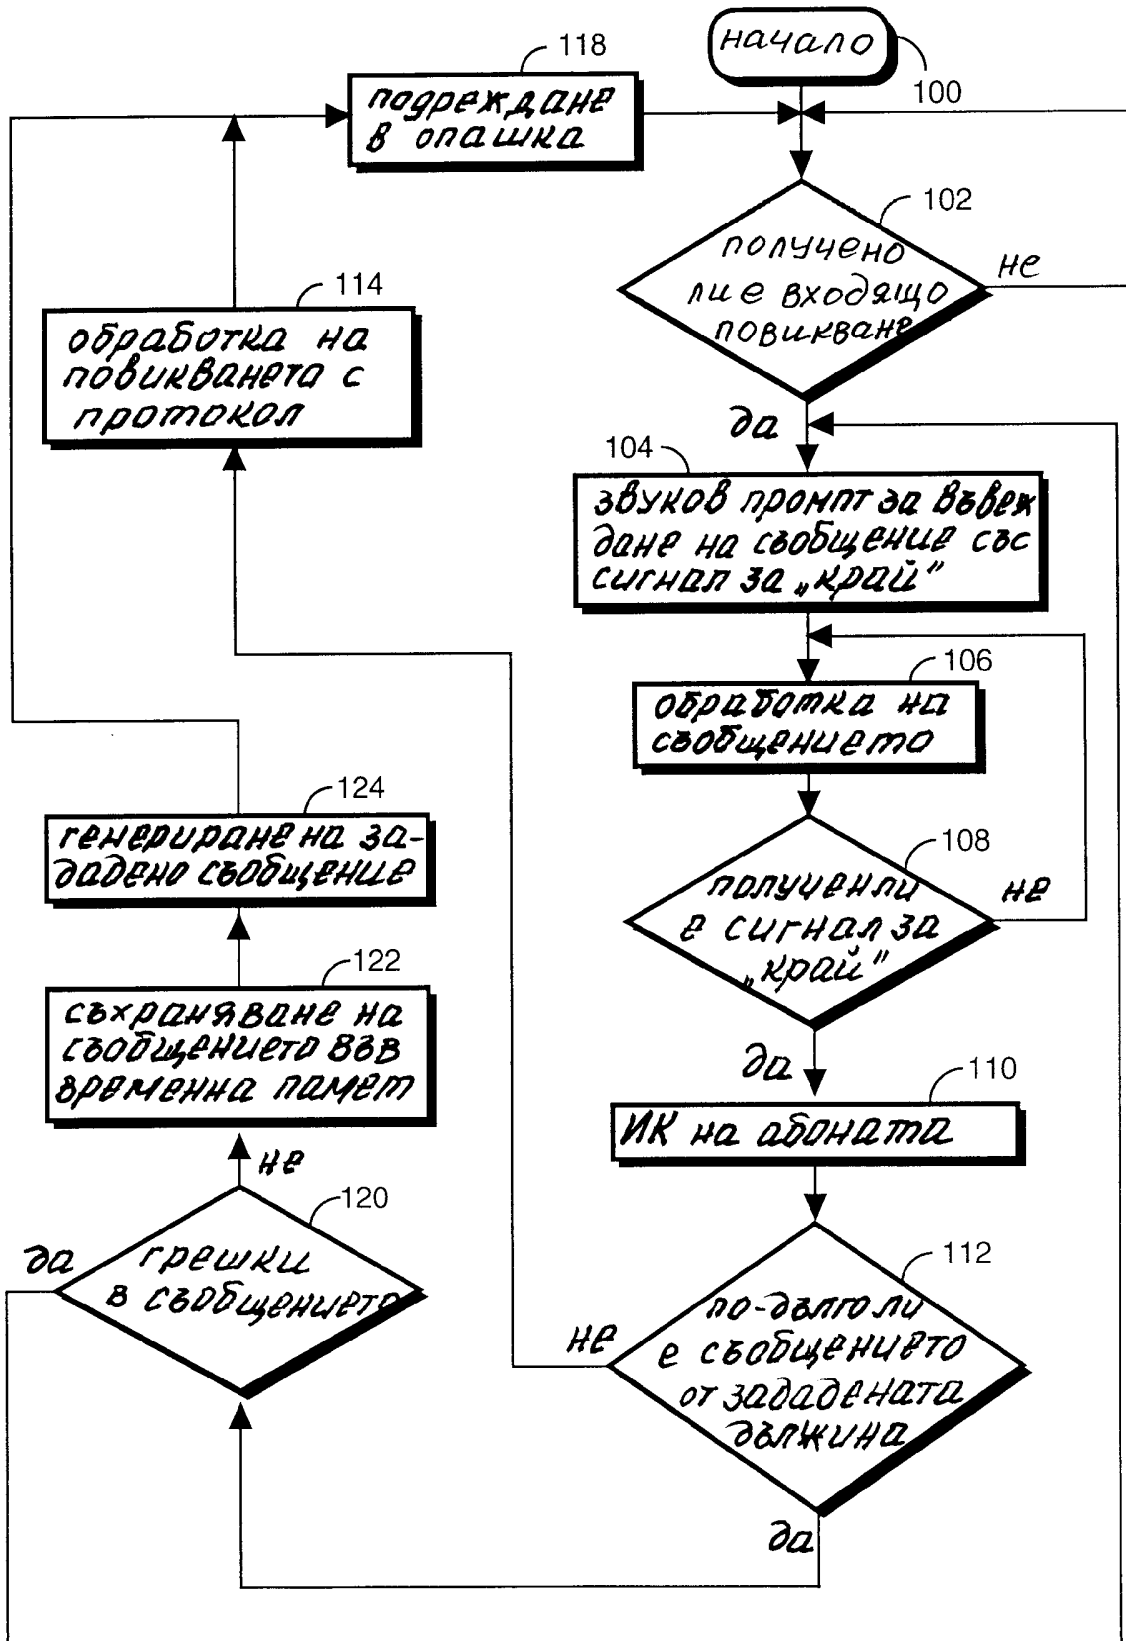 начало
100
118
подреждане
в опашка
102
получено
ли е входящо
повикване
не
114
обработка на
повикванета с
протокол
да
104
звуков промпт за въвеж
дане на съобщение със
сигнал за „край"
106
обработка на
съобщението
108
получен ли
е сигнал за
„край"
не
да
124
генериране на за-
дадено съобщение
122
съхраняване на
съобщението във
временна памет
110
ИК на абоната
не
120
грешки
в съобщението
да
112
по-дълго ли
е съобщението
от зададената
дължина
не
да